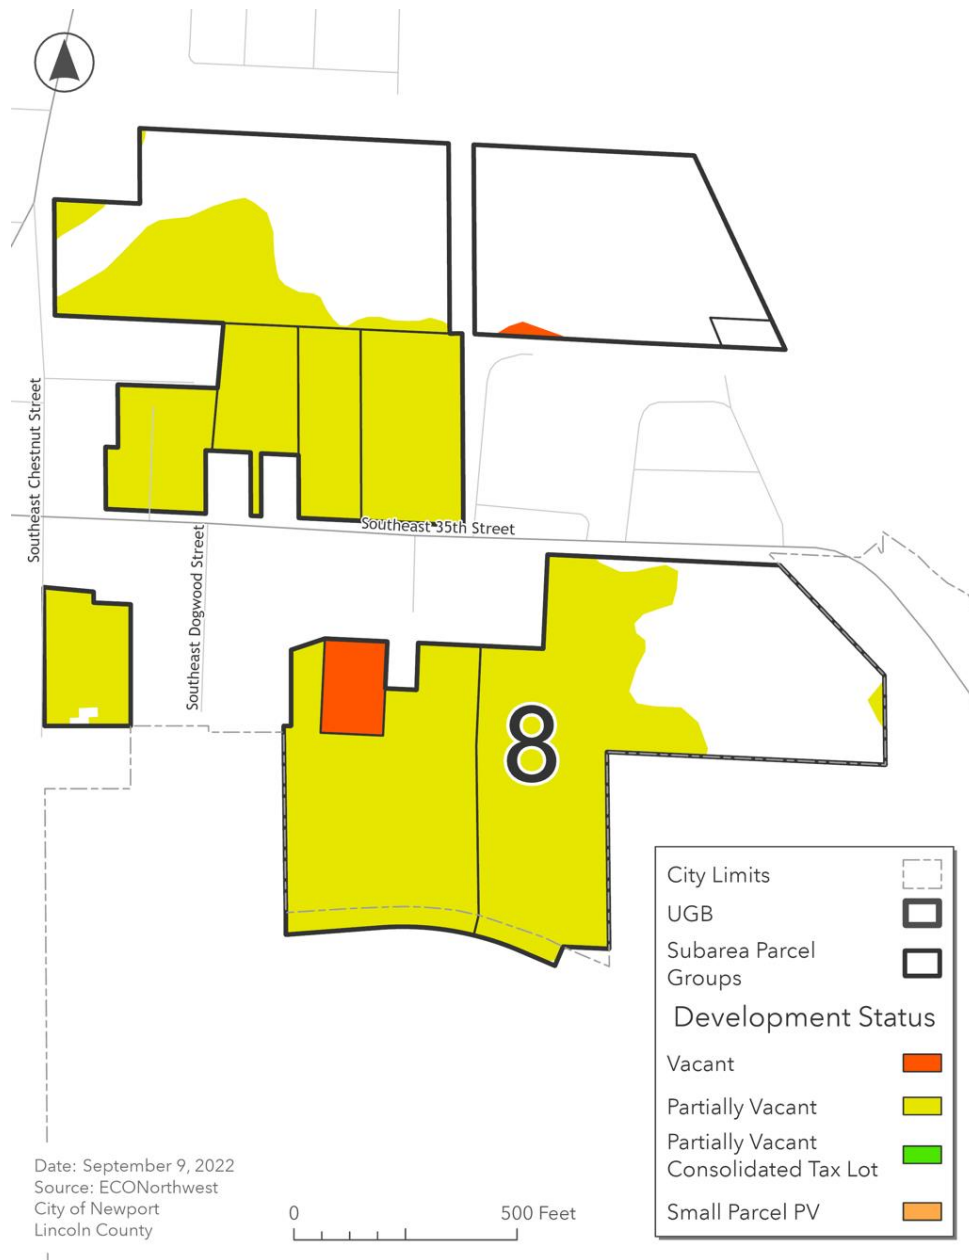 Southeast Chestnut Street
Southeast 35th Street
Southeast Dogwood Street
8
City Limits
UGB
Subarea Parcel
Groups
Development Status
Vacant
Partially Vacant
Partially Vacant
Consolidated Tax Lot
Small Parcel PV
Date: September 9, 2022
Source: ECONorthwest
City of Newport
Lincoln County
0 500 Feet